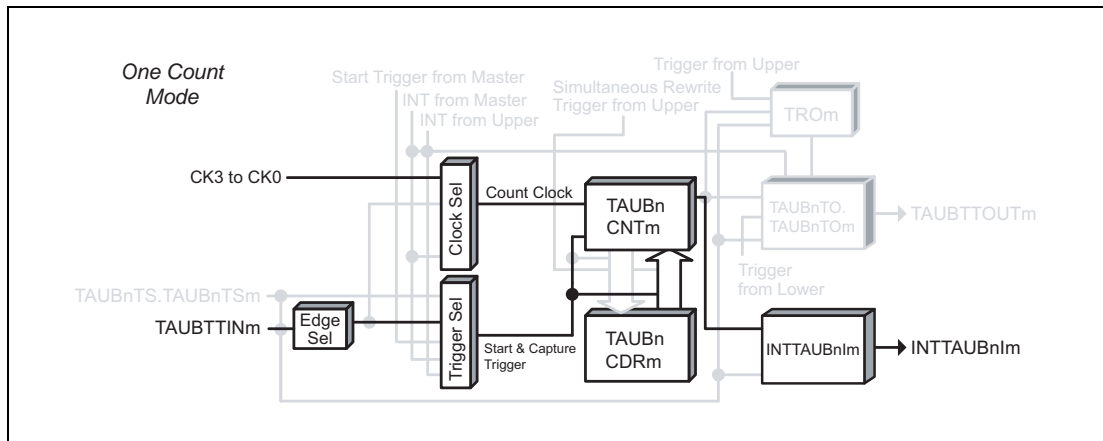 One Count
Mode
Start Trigger from Master
INT from Master
INT from Upper
Simultaneous Rewrite
Trigger from Upper
Trigger from Upper
TROm
CK3 to CK0
Clock Sel
Count Clock
TAUBn
CNTm
TAUBnTO.
TAUBnTOm
TAUBTTOUTm
Trigger
from
Lower
TAUBnTS.TAUBnTSm
TAUBTTINm
Edge
Sel
Trigger Sel
Start & Capture
Trigger
TAUBn
CDRm
INTTAUBnIm
INTTAUBnIm